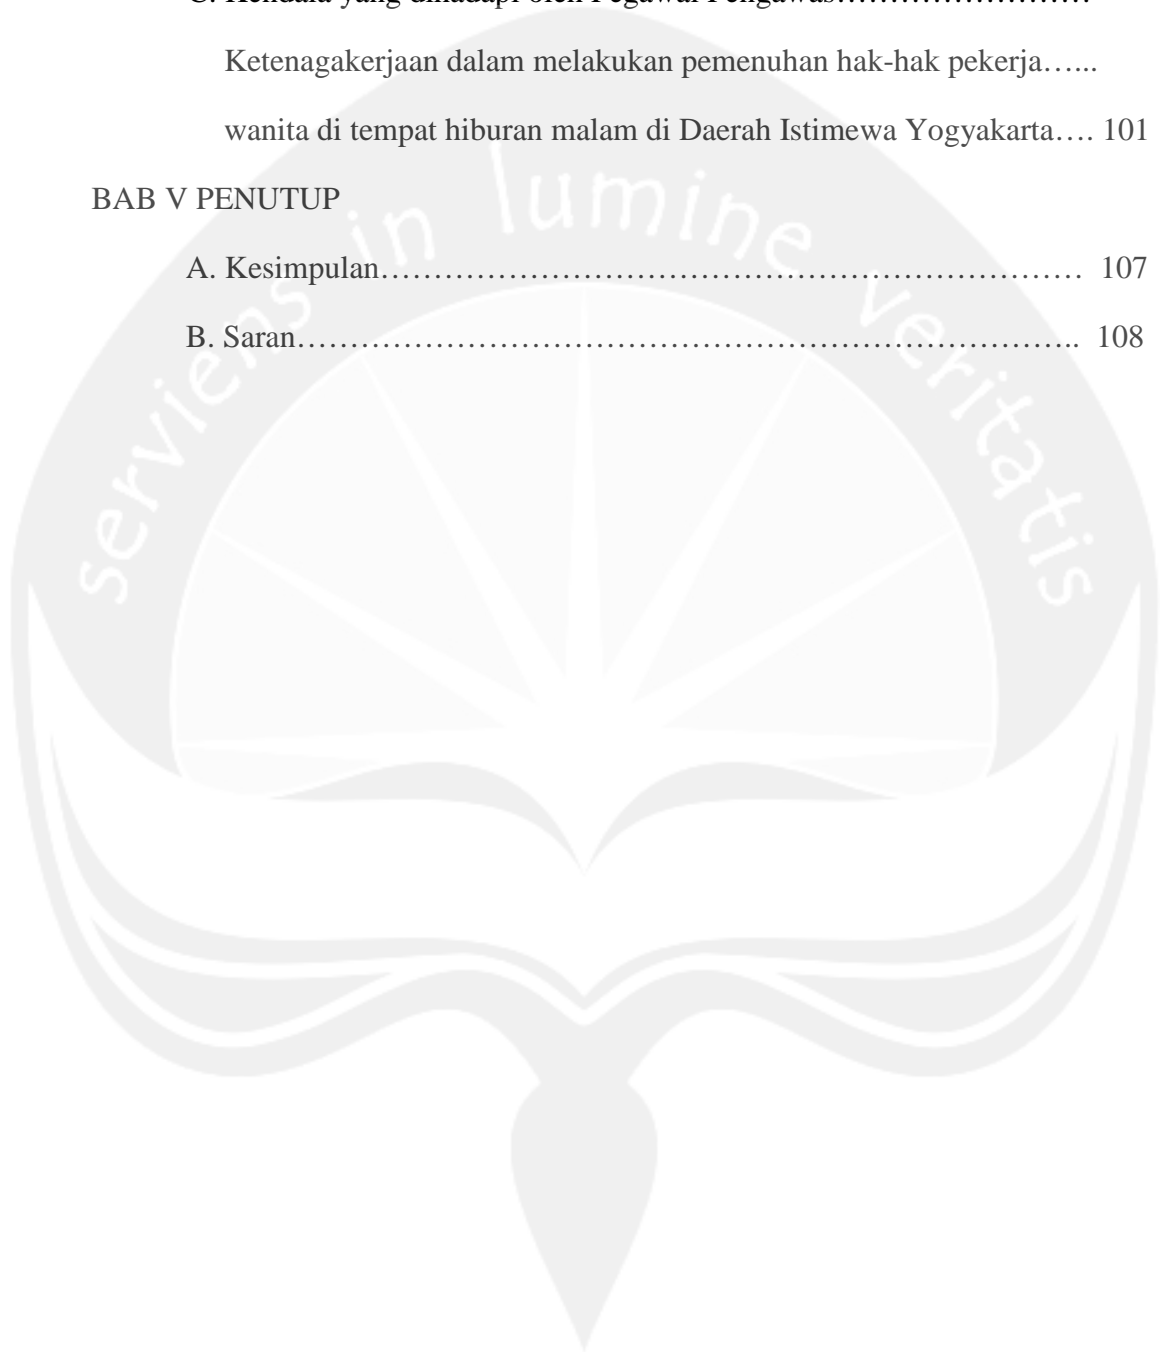 C. Kendala yang dihadapi oleh Pegawai Pengawas……………………
Ketenagakerjaan dalam melakukan pemenuhan hak-hak pekerja…...
wanita di tempat hiburan malam di Daerah Istimewa Yogyakarta…. 101
BAB V PENUTUP
A. Kesimpulan………………………………………………………… 107
B. Saran……………………………………………………………….. 108
serviens in lumine veritatis